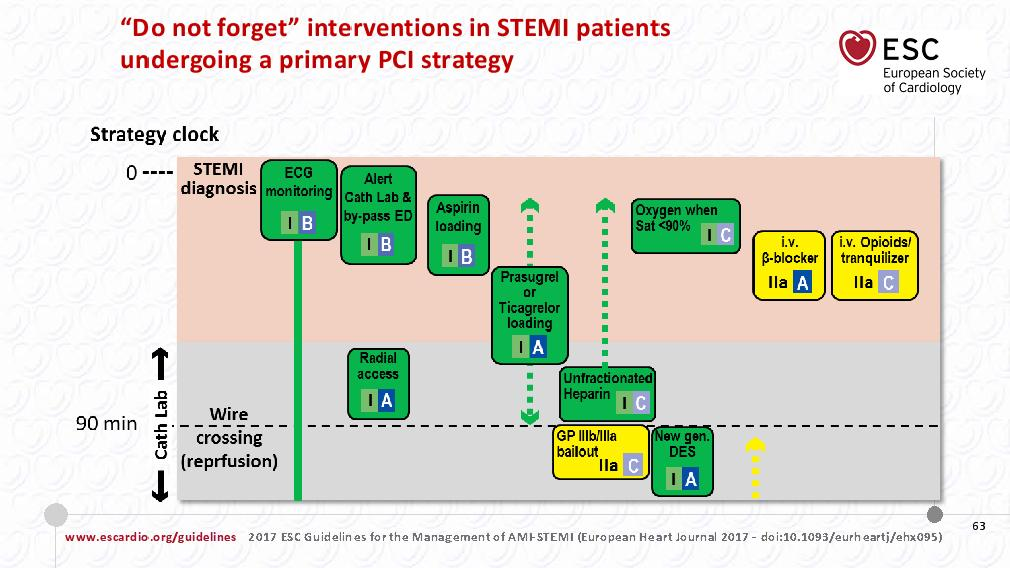 “Do not forget” interventions in STEMI patients
undergoing a primary PCI strategy
ESC
European Society
of Cardiology
Strategy clock
0 ----
STEMI
diagnosis
ECG
monitoring
I B
Alert
Cath Lab &
by-pass ED
I B
Aspirin
loading
I B
Prasugrel
or
Ticagrelor
loading
I A
Oxygen when
Sat <90%
I C
i.v.
β-blocker
IIa A
i.v. Opioids/
tranquilizer
IIa C
Cath Lab
Radial
access
I A
Unfractionated
Heparin
I C
90 min
Wire
crossing
(reprfusion)
GP IIIb/IIIa
bailout
IIa C
New gen.
DES
I A
63
www.escardio.org/guidelines 2017 ESC Guidelines for the Management of AMI-STEMI (European Heart Journal 2017 - doi:10.1093/eurheartj/ehx095)